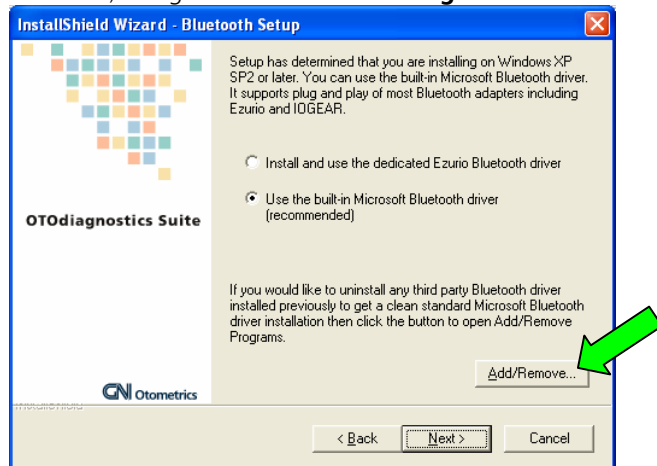 InstallShield Wizard - Bluetooth Setup
Setup has determined that you are installing on Windows XP
SP2 or later. You can use the built-in Microsoft Bluetooth driver.
It supports plug and play of most Bluetooth adapters including
Ezurio and IOGEAR.
Install and use the dedicated Ezurio Bluetooth driver
Use the built-in Microsoft Bluetooth driver
(recommended)
OTOdiagnostics Suite
If you would like to uninstall any third party Bluetooth driver
installed previously to get a clean standard Microsoft Bluetooth
driver installation then click the button to open Add/Remove
Programs.
Add/Remove...
GN Otometrics
< Back
Next >
Cancel